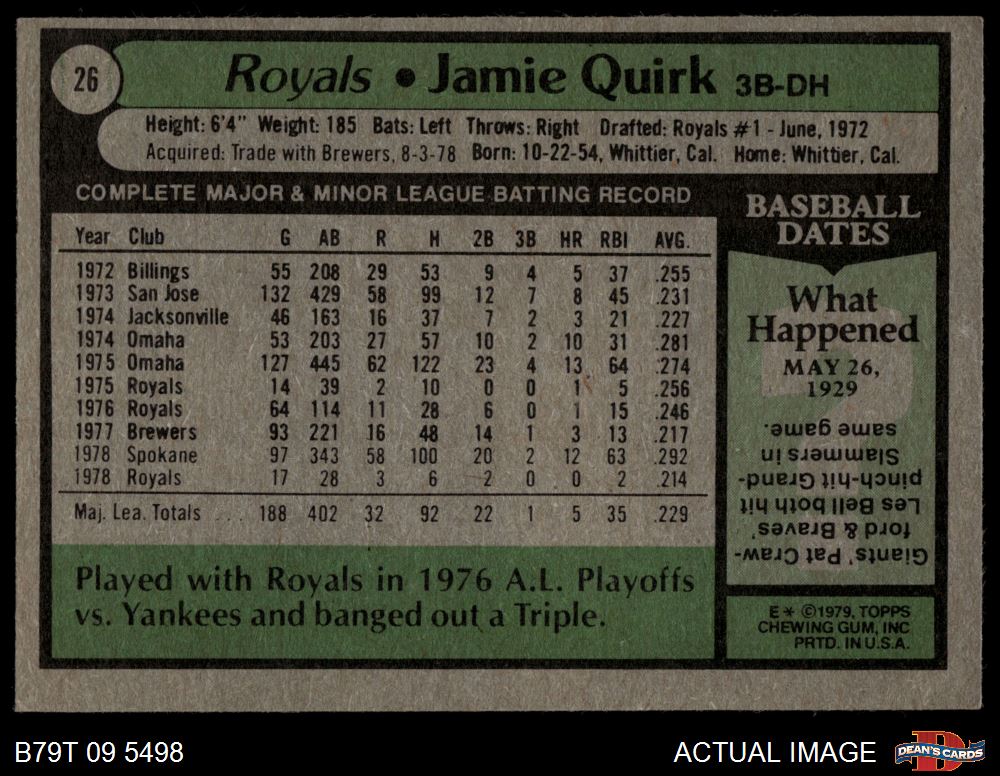 26
Royals • Jamie Quirk 3B-DH
Height: 6'4" Weight: 185 Bats: Left Throws: Right Drafted: Royals #1 - June, 1972
Acquired: Trade with Brewers, 8-3-78 Born: 10-22-54, Whittier, Cal. Home: Whittier, Cal.
COMPLETE MAJOR & MINOR LEAGUE BATTING RECORD
Year Club G AB R H 2B 3B HR RBI AVG.
1972 Billings 55 208 29 53 9 4 5 37 .255
1973 San Jose 132 429 58 99 12 7 8 45 .231
1974 Jacksonville 46 163 16 37 7 2 3 21 .227
1974 Omaha 53 203 27 57 10 2 10 31 .281
1975 Omaha 127 445 62 122 23 4 13 64 .274
1975 Royals 14 39 2 10 0 0 1 5 .256
1976 Royals 64 114 11 28 6 0 1 15 .246
1977 Brewers 93 221 16 48 14 1 3 13 .217
1978 Spokane 97 343 58 100 20 2 12 63 .292
1978 Royals 17 28 3 6 2 0 0 2 .214
Maj. Lea. Totals ... 188 402 32 92 22 1 5 35 .229
Played with Royals in 1976 A.L. Playoffs
vs. Yankees and banged out a Triple.
BASEBALL
DATES
What
Happened
MAY 26,
1929
Giants' Pat Craw-
ford & Braves'
Les Bell both hit
pinch-hit-Grand-
Slammers in
same game.
E* ©1979, TOPPS
CHEWING GUM, INC
PRTD. IN U.S.A.
B79T 09 5498
ACTUAL IMAGE
DEAN'S CARDS